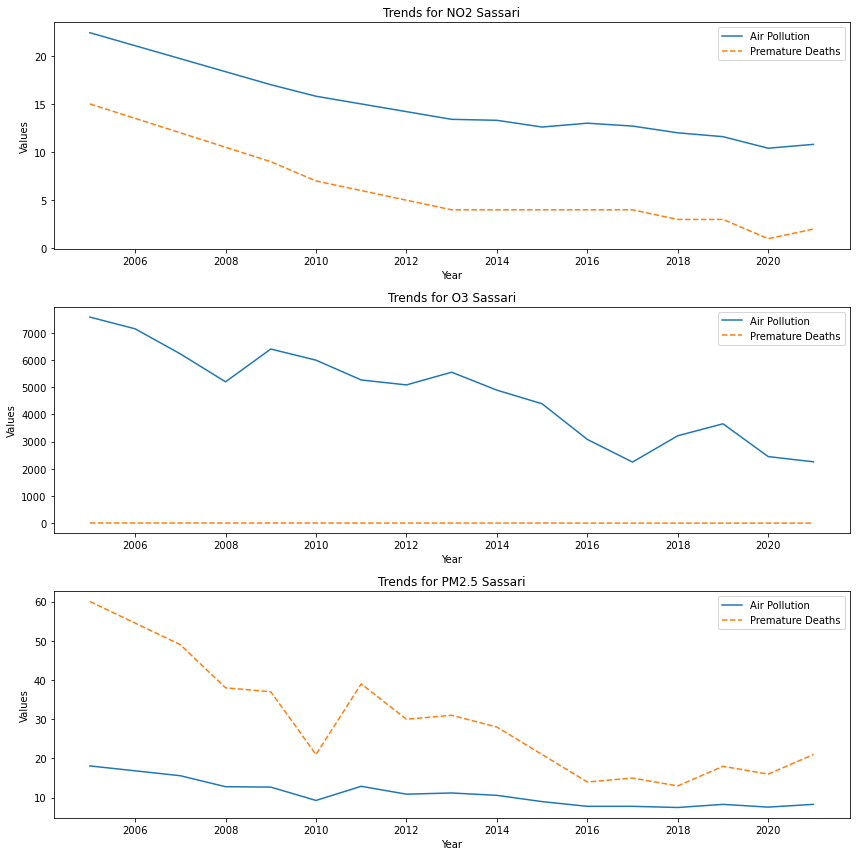 Trends for NO2 Sassari
Air Pollution
Premature Deaths
Values
20
15
10
5
0
2006 2008 2010 2012 2014 2016 2018 2020
Year
Trends for O3 Sassari
Air Pollution
Premature Deaths
Values
7000
6000
5000
4000
3000
2000
1000
0
2006 2008 2010 2012 2014 2016 2018 2020
Year
Trends for PM2.5 Sassari
Air Pollution
Premature Deaths
Values
60
50
40
30
20
10
2006 2008 2010 2012 2014 2016 2018 2020
Year